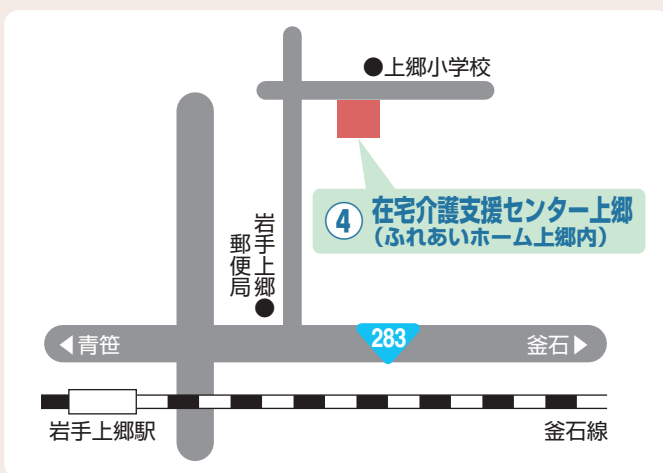 ●上郷小学校
④ 在宅介護支援センター上郷
（ふれあいホーム上郷内）
岩手上郷
郵便局
283
◀青笹
釜石▶
岩手上郷駅
釜石線